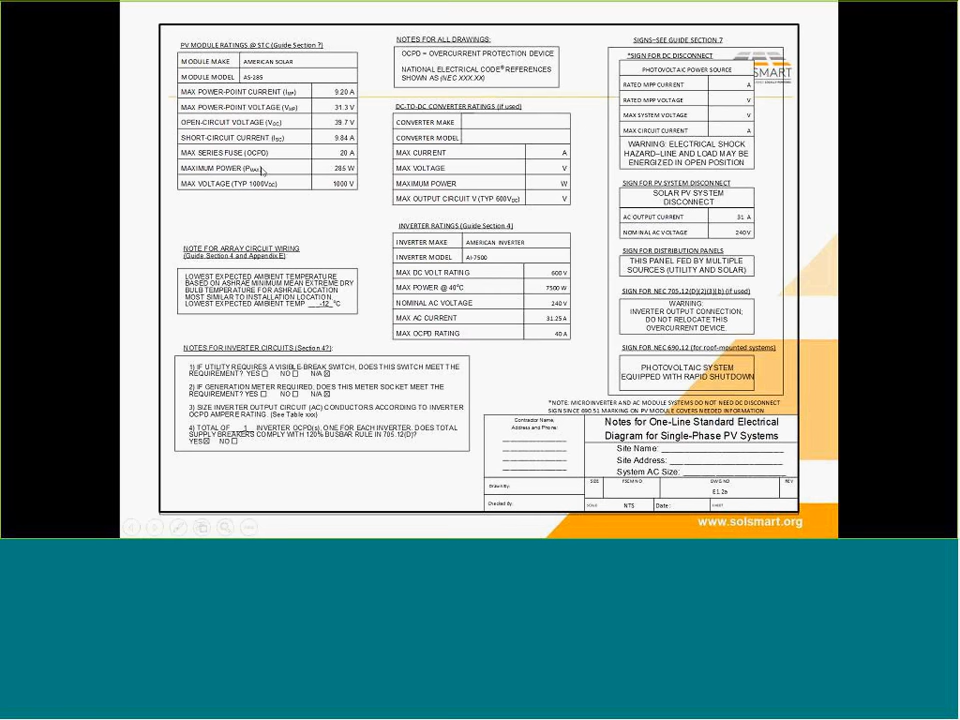 PV MODULE RATINGS @ STC (Guide Section ?)
MODULE MAKE AMERICAN SOLAR
MODULE MODEL AS-285
MAX POWER-POINT CURRENT (IMP) 9.20 A
MAX POWER-POINT VOLTAGE (VMP) 31.3 V
OPEN-CIRCUIT VOLTAGE (VOC) 39.7 V
SHORT-CIRCUIT CURRENT (ISC) 9.84 A
MAX SERIES FUSE (OCPD) 20 A
MAXIMUM POWER (PMAX) 285 W
MAX VOLTAGE (TYP 1000VDC) 1000 V
NOTE FOR ARRAY CIRCUIT WIRING
(Guide Section 4 and Appendix E)
LOWEST EXPECTED AMBIENT TEMPERATURE
BASED ON ASHRAE MINIMUM MEAN EXTREME DRY
BULB TEMPERATURE FOR ASHRAE LOCATION
MOST SIMILAR TO INSTALLATION LOCATION.
LOWEST EXPECTED AMBIENT TEMP ___-12_°C
NOTES FOR INVERTER CIRCUITS (Section 4?):
1) IF UTILITY REQUIRES A VISIBLE-BREAK SWITCH, DOES THIS SWITCH MEET THE
REQUIREMENT? YES ☐ NO ☐ N/A ☒
2) IF GENERATION METER REQUIRED, DOES THIS METER SOCKET MEET THE
REQUIREMENT? YES ☐ NO ☐ N/A ☒
3) SIZE INVERTER OUTPUT CIRCUIT (AC) CONDUCTORS ACCORDING TO INVERTER
OCPD AMPERE RATING. (See Table xxx)
4) TOTAL OF __1__ INVERTER OCPD(s), ONE FOR EACH INVERTER. DOES TOTAL
SUPPLY BREAKERS COMPLY WITH 120% BUSBAR RULE IN 705.12(D)?
YES ☒ NO ☐
NOTES FOR ALL DRAWINGS:
OCPD = OVERCURRENT PROTECTION DEVICE
NATIONAL ELECTRICAL CODE® REFERENCES
SHOWN AS (NEC XXX.XX)
DC-TO-DC CONVERTER RATINGS (if used)
CONVERTER MAKE
CONVERTER MODEL
MAX CURRENT A
MAX VOLTAGE V
MAXIMUM POWER W
MAX OUTPUT CIRCUIT V (TYP 600VDC) V
INVERTER RATINGS (Guide Section 4)
INVERTER MAKE AMERICAN INVERTER
INVERTER MODEL AI-7500
MAX DC VOLT RATING 600 V
MAX POWER @ 40°C 7500 W
NOMINAL AC VOLTAGE 240 V
MAX AC CURRENT 31.25 A
MAX OCPD RATING 40 A
SIGNS–SEE GUIDE SECTION 7
*SIGN FOR DC DISCONNECT
PHOTOVOLTAIC POWER SOURCE
RATED MPP CURRENT A
RATED MPP VOLTAGE V
MAX SYSTEM VOLTAGE V
MAX CIRCUIT CURRENT A
WARNING: ELECTRICAL SHOCK
HAZARD–LINE AND LOAD MAY BE
ENERGIZED IN OPEN POSITION
SMART
SIGN FOR PV SYSTEM DISCONNECT
SOLAR PV SYSTEM
DISCONNECT
AC OUTPUT CURRENT 31 A
NOMINAL AC VOLTAGE 240 V
SIGN FOR DISTRIBUTION PANELS
THIS PANEL FED BY MULTIPLE
SOURCES (UTILITY AND SOLAR)
SIGN FOR NEC 705.12(D)(2)(3)(b) (if used)
WARNING:
INVERTER OUTPUT CONNECTION;
DO NOT RELOCATE THIS
OVERCURRENT DEVICE.
SIGN FOR NEC 690.12 (for roof-mounted systems)
PHOTOVOLTAIC SYSTEM
EQUIPPED WITH RAPID SHUTDOWN
*NOTE: MICROINVERTER AND AC MODULE SYSTEMS DO NOT NEED DC DISCONNECT
SIGN SINCE 690.51 MARKING ON PV MODULE COVERS NEEDED INFORMATION
Contractor Name,
Address and Phone:
Drawn By:
Checked By:
Notes for One-Line Standard Electrical
Diagram for Single-Phase PV Systems
Site Name: ____________________
Site Address: ____________________
System AC Size: ____________________
SIZE FSCM NO DWG NO REV
E1.2a
SCALE NTS Date: SHEET
www.solsmart.org